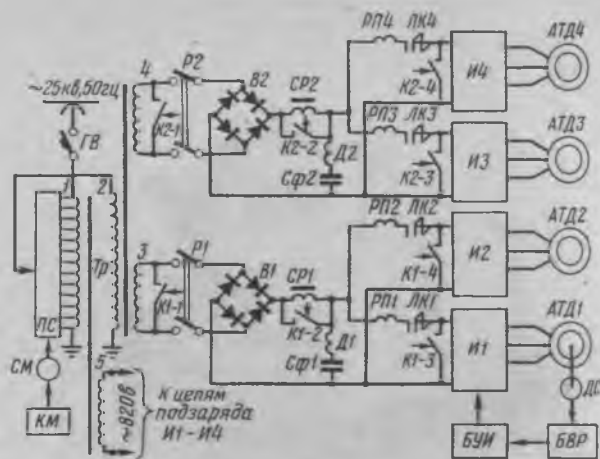 ~25кв, 50гц
ГВ
1
2
Тр
ПС
СМ
КМ
5
~820в
К цепям
подзаряда
И1-И4
4
Р2
К2-1
В2
СР2
К2-2
Д2
Сф2
РП4
ЛК4
К2-4
И4
АТД4
РП3
ЛК3
К2-3
И3
АТД3
3
Р1
К1-1
В1
СР1
К1-2
Д1
Сф1
РП2
ЛК2
К1-4
И2
АТД2
РП1
ЛК1
К1-3
И1
АТД1
ДС
БУИ
БВР